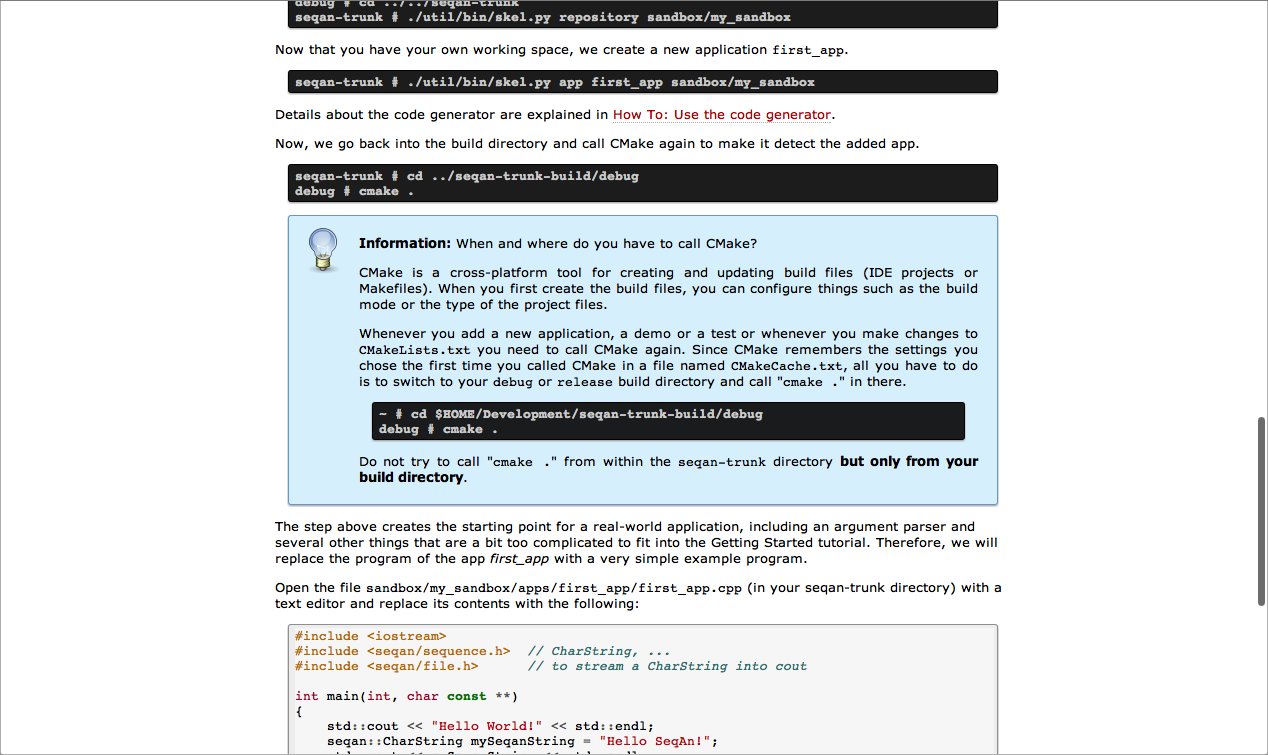 debug # cd ../../seqan-trunk
seqan-trunk # ./util/bin/skel.py repository sandbox/my_sandbox
Now that you have your own working space, we create a new application first_app.
seqan-trunk # ./util/bin/skel.py app first_app sandbox/my_sandbox
Details about the code generator are explained in How To: Use the code generator.
Now, we go back into the build directory and call CMake again to make it detect the added app.
seqan-trunk # cd ../seqan-trunk-build/debug
debug # cmake .
Information: When and where do you have to call CMake?
CMake is a cross-platform tool for creating and updating build files (IDE projects or
Makefiles). When you first create the build files, you can configure things such as the build
mode or the type of the project files.
Whenever you add a new application, a demo or a test or whenever you make changes to
CMakeLists.txt you need to call CMake again. Since CMake remembers the settings you
chose the first time you called CMake in a file named CMakeCache.txt, all you have to do
is to switch to your debug or release build directory and call "cmake ." in there.
~ # cd $HOME/Development/seqan-trunk-build/debug
debug # cmake .
Do not try to call "cmake ." from within the seqan-trunk directory but only from your
build directory.
The step above creates the starting point for a real-world application, including an argument parser and
several other things that are a bit too complicated to fit into the Getting Started tutorial. Therefore, we will
replace the program of the app first_app with a very simple example program.
Open the file sandbox/my_sandbox/apps/first_app/first_app.cpp (in your seqan-trunk directory) with a
text editor and replace its contents with the following:
#include <iostream>
#include <seqan/sequence.h>  // CharString, ...
#include <seqan/file.h>      // to stream a CharString into cout
int main(int, char const **)
{
    std::cout << "Hello World!" << std::endl;
    seqan::CharString mySeqanString = "Hello SeqAn!";